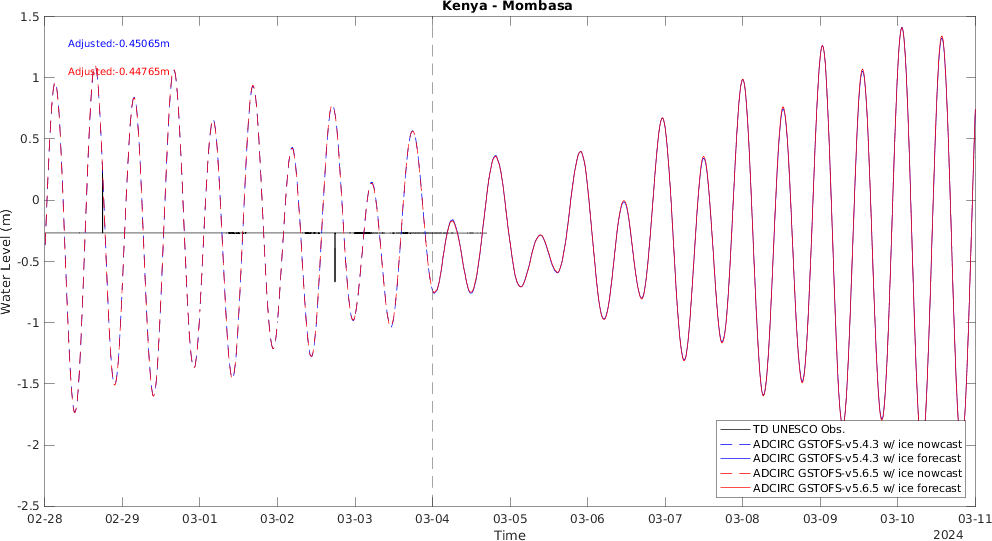 Kenya - Mombasa
Adjusted:-0.45065m
Adjusted:-0.44765m
Water Level (m)
1.5
1
0.5
0
-0.5
-1
-1.5
-2
-2.5
TD UNESCO Obs.
ADCIRC GSTOFS-v5.4.3 w/ ice nowcast
ADCIRC GSTOFS-v5.4.3 w/ ice forecast
ADCIRC GSTOFS-v5.6.5 w/ ice nowcast
ADCIRC GSTOFS-v5.6.5 w/ ice forecast
02-28 02-29 03-01 03-02 03-03 03-04 03-05 03-06 03-07 03-08 03-09 03-10 03-11
Time
2024